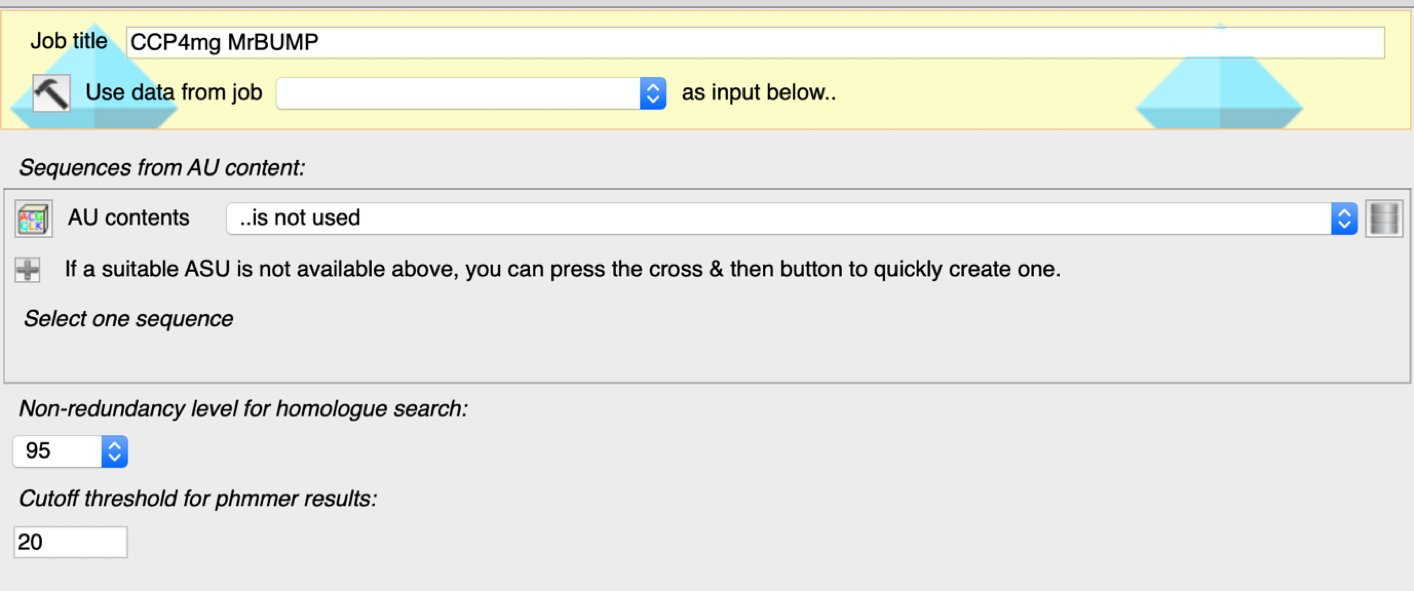 Job title CCP4mg MrBUMP
Use data from job as input below..
Sequences from AU content:
AU contents ..is not used
If a suitable ASU is not available above, you can press the cross & then button to quickly create one.
Select one sequence
Non-redundancy level for homologue search:
95
Cutoff threshold for phmmer results:
20